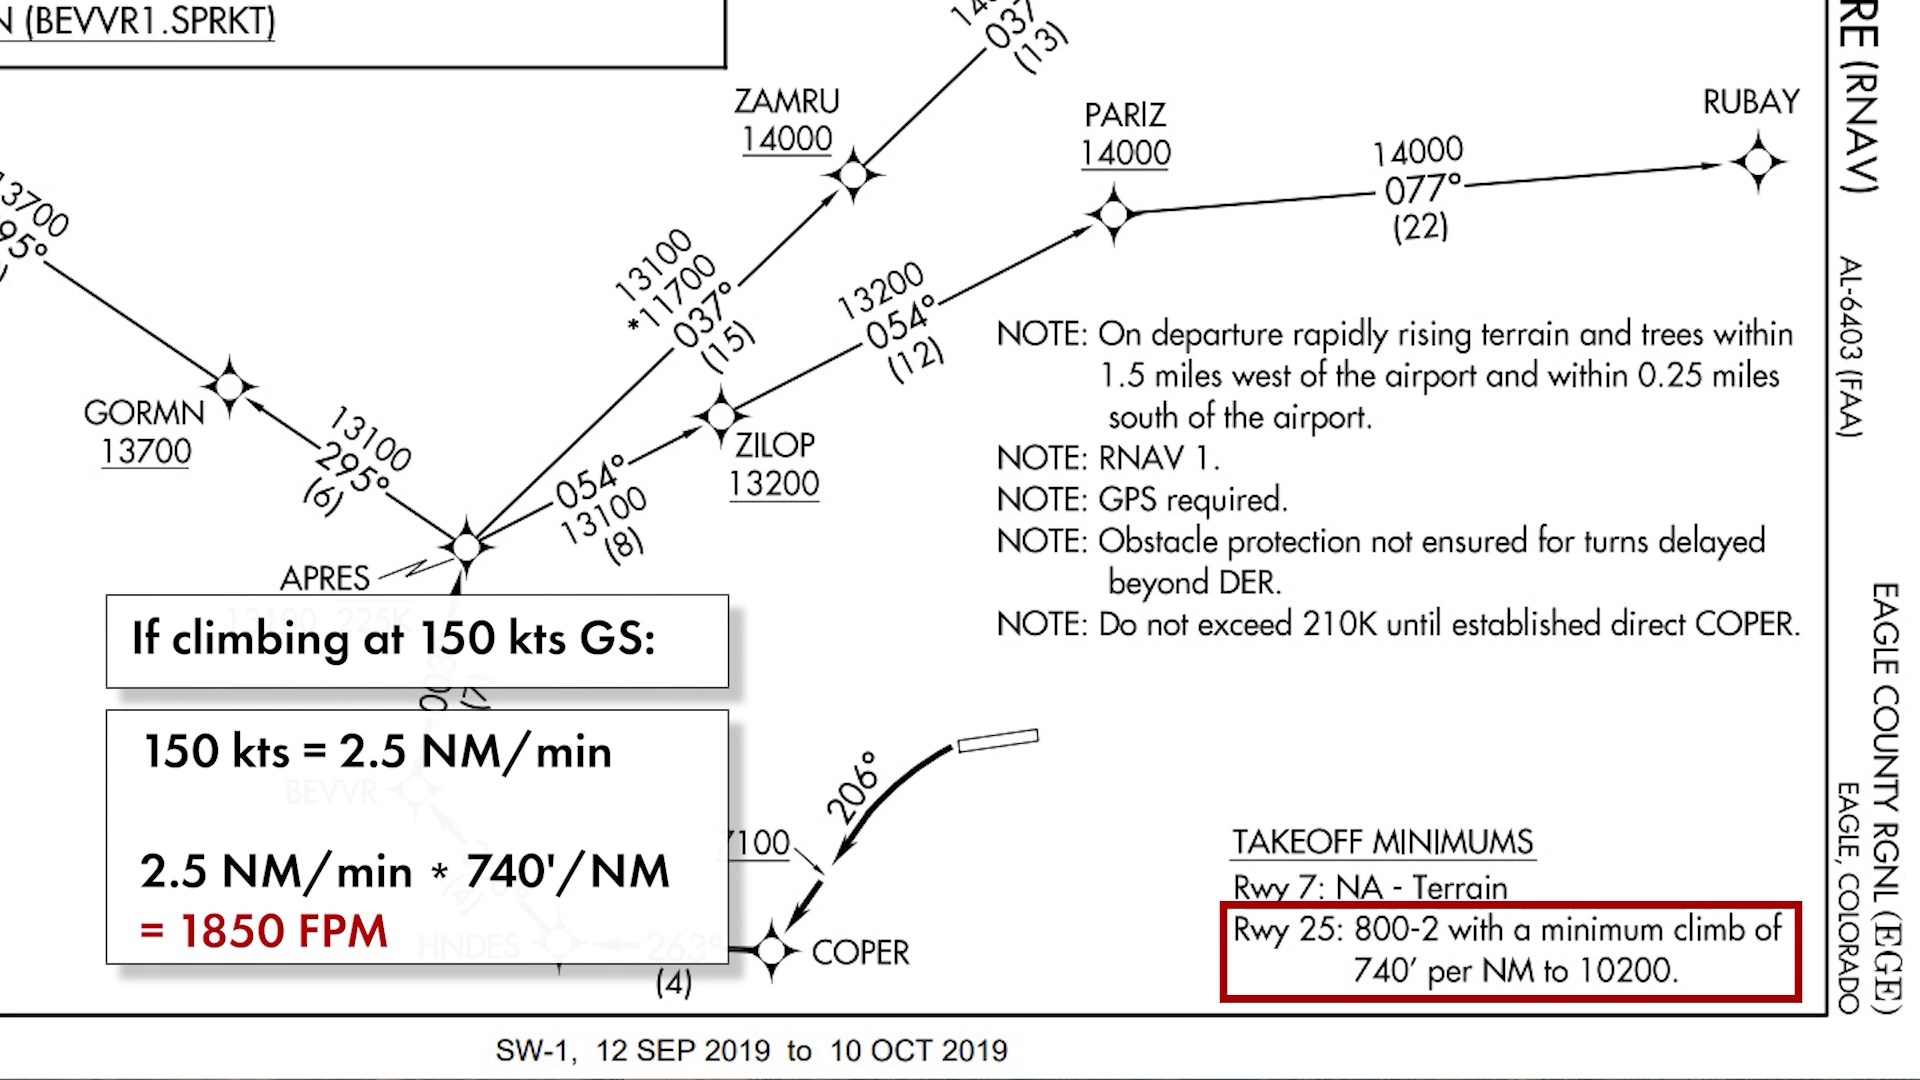 N (BEVVR1.SPRKT)
037
(13)
ZAMRU
14000
PARIZ
14000
RUBAY
14000
077°
(22)
13700
95°
13100
*11700
037°
(15)
13200
054°
(12)
GORMN
13700
13100
295°
(6)
ZILOP
13200
054°
13100
(8)
APRES
13100 225K
NOTE: On departure rapidly rising terrain and trees within
1.5 miles west of the airport and within 0.25 miles
south of the airport.
NOTE: RNAV 1.
NOTE: GPS required.
NOTE: Obstacle protection not ensured for turns delayed
beyond DER.
NOTE: Do not exceed 210K until established direct COPER.
If climbing at 150 kts GS:
150 kts = 2.5 NM/min
BEVVR
2.5 NM/min * 740'/NM
= 1850 FPM
HNDES
263°
(4)
206°
7100
COPER
TAKEOFF MINIMUMS
Rwy 7: NA - Terrain
Rwy 25: 800-2 with a minimum climb of
740' per NM to 10200.
RE (RNAV)
AL-6403 (FAA)
EAGLE COUNTY RGNL (EGE)
EAGLE, COLORADO
SW-1, 12 SEP 2019 to 10 OCT 2019